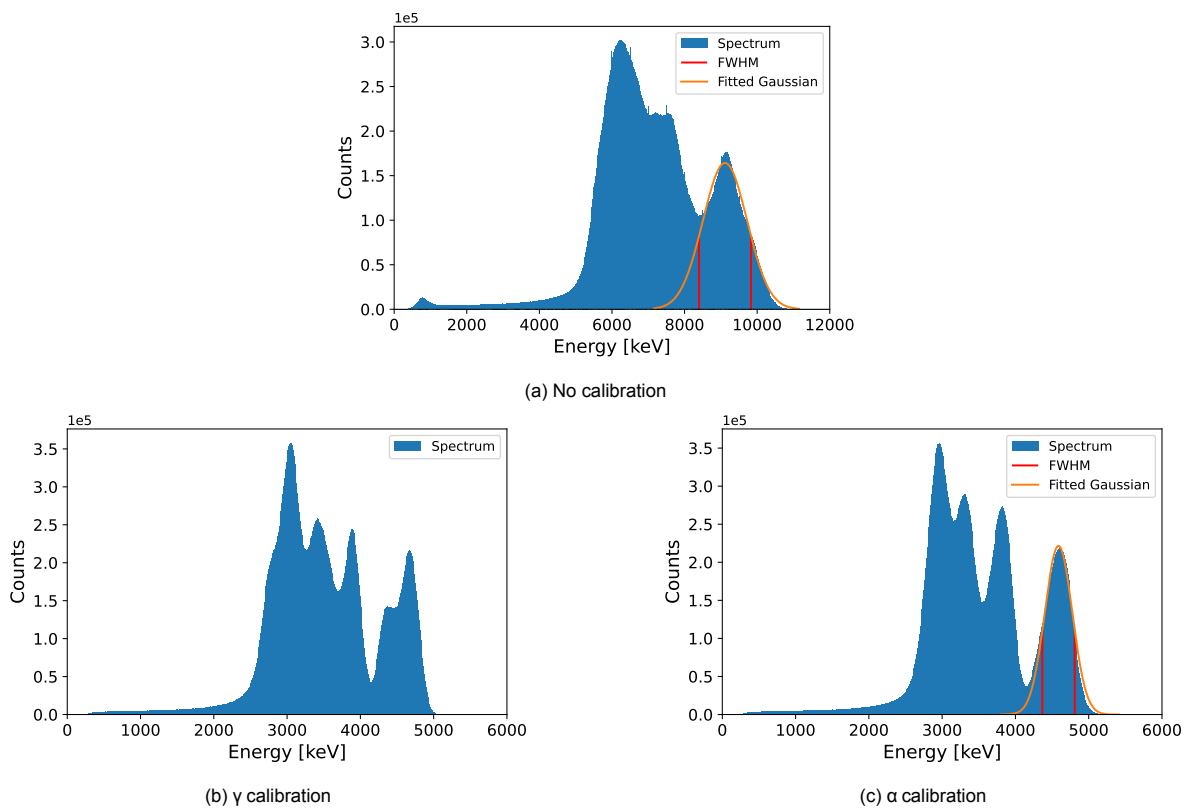 1e5
3.0
2.5
2.0
1.5
1.0
0.5
0.0
Counts
Spectrum
FWHM
Fitted Gaussian
0 2000 4000 6000 8000 10000 12000
Energy [keV]
(a) No calibration
1e5
3.5
3.0
2.5
2.0
1.5
1.0
0.5
0.0
Counts
Spectrum
0 1000 2000 3000 4000 5000 6000
Energy [keV]
(b) γ calibration
1e5
3.5
3.0
2.5
2.0
1.5
1.0
0.5
0.0
Counts
Spectrum
FWHM
Fitted Gaussian
0 1000 2000 3000 4000 5000 6000
Energy [keV]
(c) α calibration